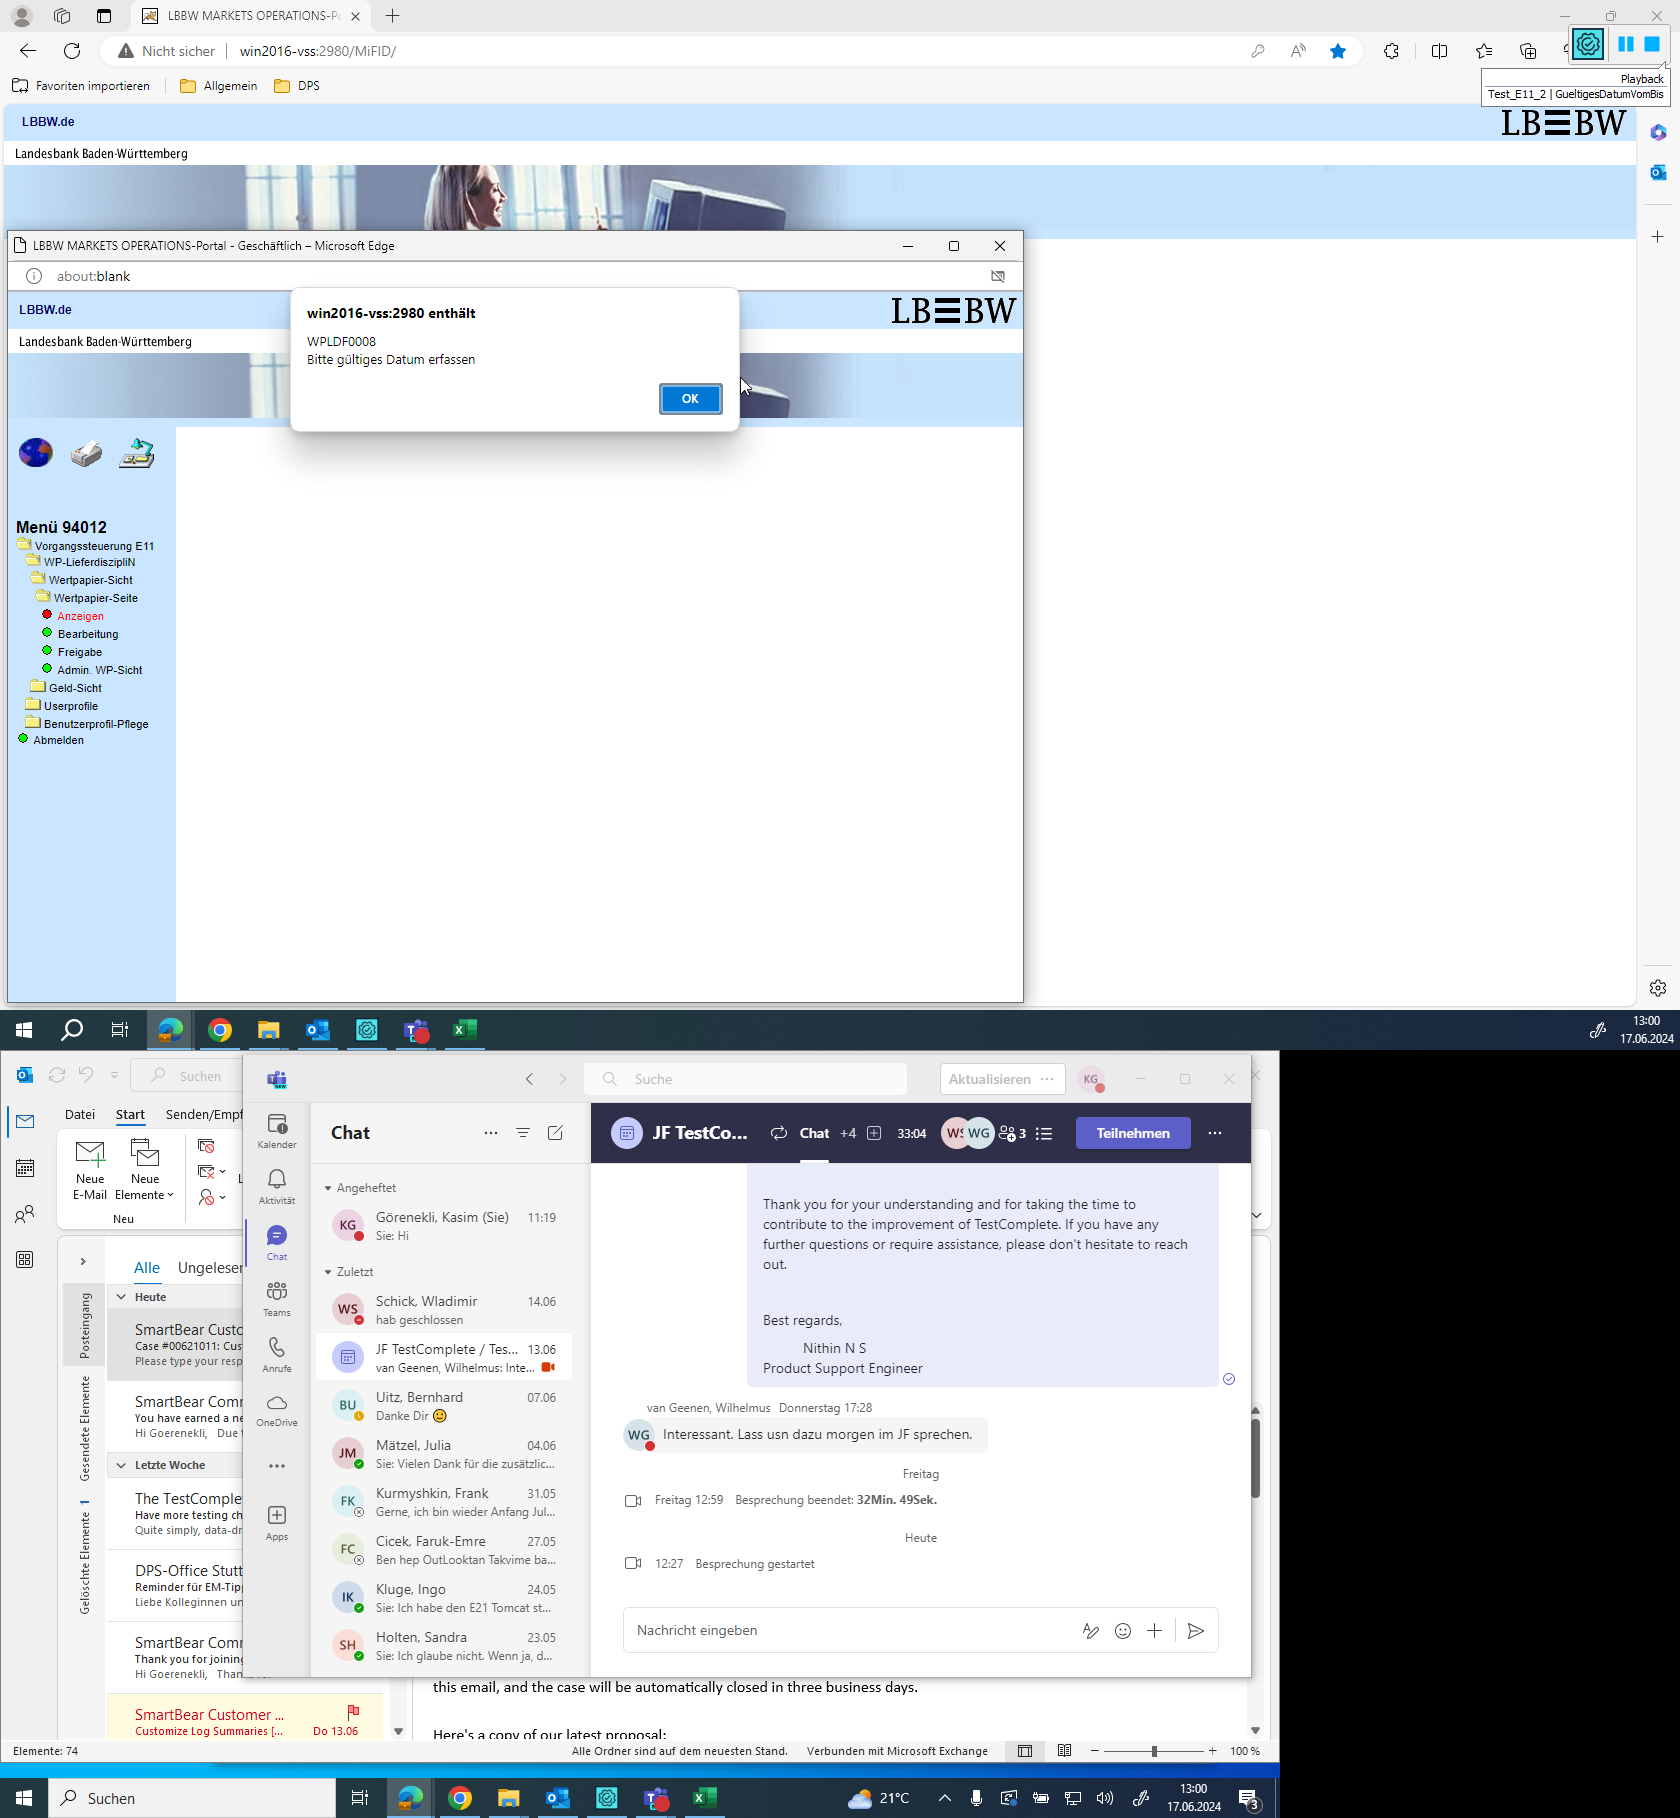 LBBW MARKETS OPERATIONS-Po
Nicht sicher
win2016-vss:2980/MiFID/
Favoriten importieren
Allgemein
DPS
Playback
Test_E11_2 | GueltigesDatumVomBis
LBBW.de
LB☰BW
Landesbank Baden-Württemberg
LBBW MARKETS OPERATIONS-Portal - Geschäftlich – Microsoft Edge
about:blank
LBBW.de
LB☰BW
Landesbank Baden-Württemberg
win2016-vss:2980 enthält
WPLDF0008
Bitte gültiges Datum erfassen
OK
Menü 94012
Vorgangssteuerung E11
WP-LieferdiszipliN
Wertpapier-Sicht
Wertpapier-Seite
Anzeigen
Bearbeitung
Freigabe
Admin. WP-Sicht
Geld-Sicht
Userprofile
Benutzerprofil-Pflege
Abmelden
13:00
17.06.2024
Suchen
Datei
Start
Senden/Empf
Neue
E-Mail
Neue
Elemente
Neu
Alle
Ungelesen
Posteingang
Gesendete Elemente
Gelöschte Elemente 1
Heute
SmartBear Custo
Case #00621011: Cus
Please type your resp
SmartBear Comm
You have earned a ne
Hi Goerenekli, Due t
Letzte Woche
The TestComple
Have more testing ch
Quite simply, data-dr
DPS-Office Stutt
Reminder für EM-Tipp
Liebe Kolleginnen un
SmartBear Comm
Thank you for joining
Hi Goerenekli, Than
SmartBear Customer ...
Customize Log Summaries [...
Do 13.06
Suche
Aktualisieren
KG
Kalender
Aktivität
Chat
Teams
Anrufe
OneDrive
Apps
Chat
Angeheftet
KG
Görenekli, Kasim (Sie)
11:19
Sie: Hi
Zuletzt
WS
Schick, Wladimir
14.06
hab geschlossen
JF TestComplete / Tes...
13.06
van Geenen, Wilhelmus: Inte...
BU
Uitz, Bernhard
07.06
Danke Dir
JM
Mätzel, Julia
04.06
Sie: Vielen Dank für die zusätzlic...
FK
Kurmyshkin, Frank
31.05
Gerne, ich bin wieder Anfang Jul...
FC
Cicek, Faruk-Emre
27.05
Ben hep OutLooktan Takvime ba...
IK
Kluge, Ingo
24.05
Sie: Ich habe den E21 Tomcat st...
SH
Holten, Sandra
23.05
Sie: Ich glaube nicht. Wenn ja, d...
JF TestCo...
Chat
+4
33:04
WS
WG
3
Teilnehmen
Thank you for your understanding and for taking the time to
contribute to the improvement of TestComplete. If you have any
further questions or require assistance, please don't hesitate to reach
out.
Best regards,
Nithin N S
Product Support Engineer
van Geenen, Wilhelmus Donnerstag 17:28
WG
Interessant. Lass usn dazu morgen im JF sprechen.
Freitag
Freitag 12:59 Besprechung beendet: 32Min. 49Sek.
Heute
12:27 Besprechung gestartet
Nachricht eingeben
this email, and the case will be automatically closed in three business days.
Here's a copy of our latest proposal:
Elemente: 74
Alle Ordner sind auf dem neuesten Stand.
Verbunden mit Microsoft Exchange
100 %
Suchen
21°C
13:00
17.06.2024
3